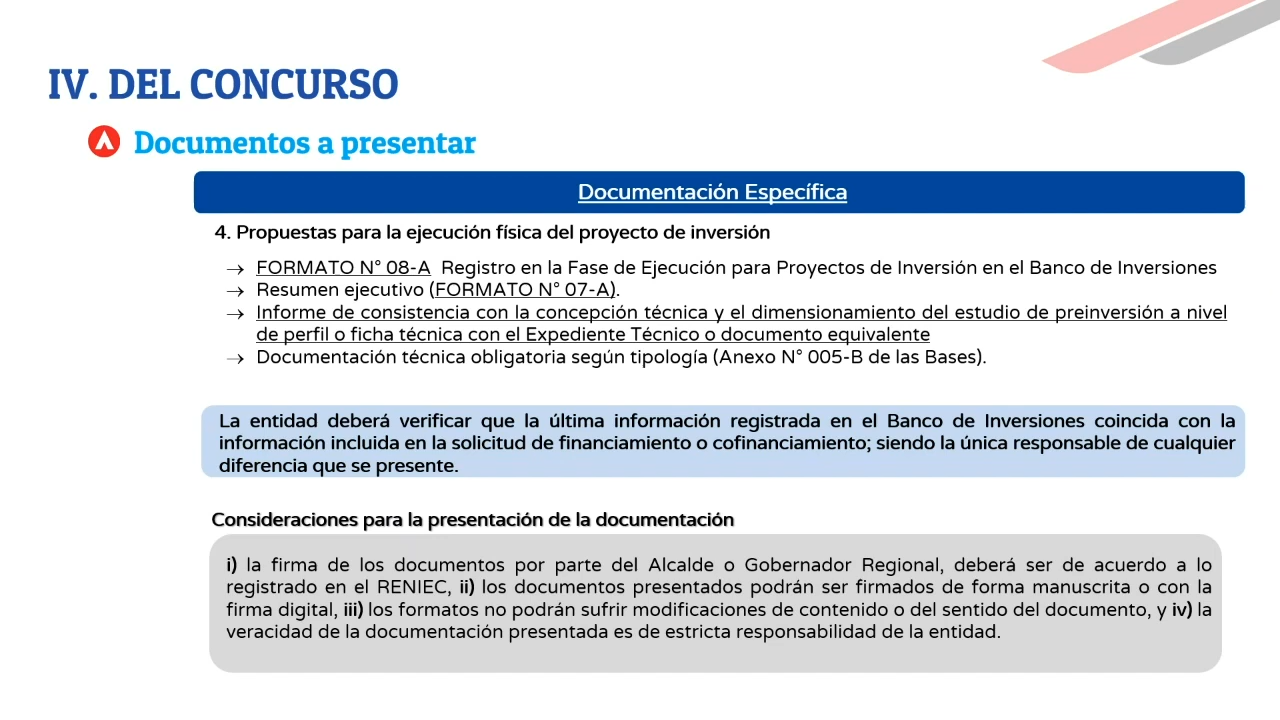 IV. DEL CONCURSO
Documentos a presentar
Documentación Específica
4. Propuestas para la ejecución física del proyecto de inversión
→ FORMATO N° 08-A Registro en la Fase de Ejecución para Proyectos de Inversión en el Banco de Inversiones
→ Resumen ejecutivo (FORMATO N° 07-A).
→ Informe de consistencia con la concepción técnica y el dimensionamiento del estudio de preinversión a nivel
de perfil o ficha técnica con el Expediente Técnico o documento equivalente
→ Documentación técnica obligatoria según tipología (Anexo N° 005-B de las Bases).
La entidad deberá verificar que la última información registrada en el Banco de Inversiones coincida con la
información incluida en la solicitud de financiamiento o cofinanciamiento; siendo la única responsable de cualquier
diferencia que se presente.
Consideraciones para la presentación de la documentación
i) la firma de los documentos por parte del Alcalde o Gobernador Regional, deberá ser de acuerdo a lo
registrado en el RENIEC, ii) los documentos presentados podrán ser firmados de forma manuscrita o con la
firma digital, iii) los formatos no podrán sufrir modificaciones de contenido o del sentido del documento, y iv) la
veracidad de la documentación presentada es de estricta responsabilidad de la entidad.